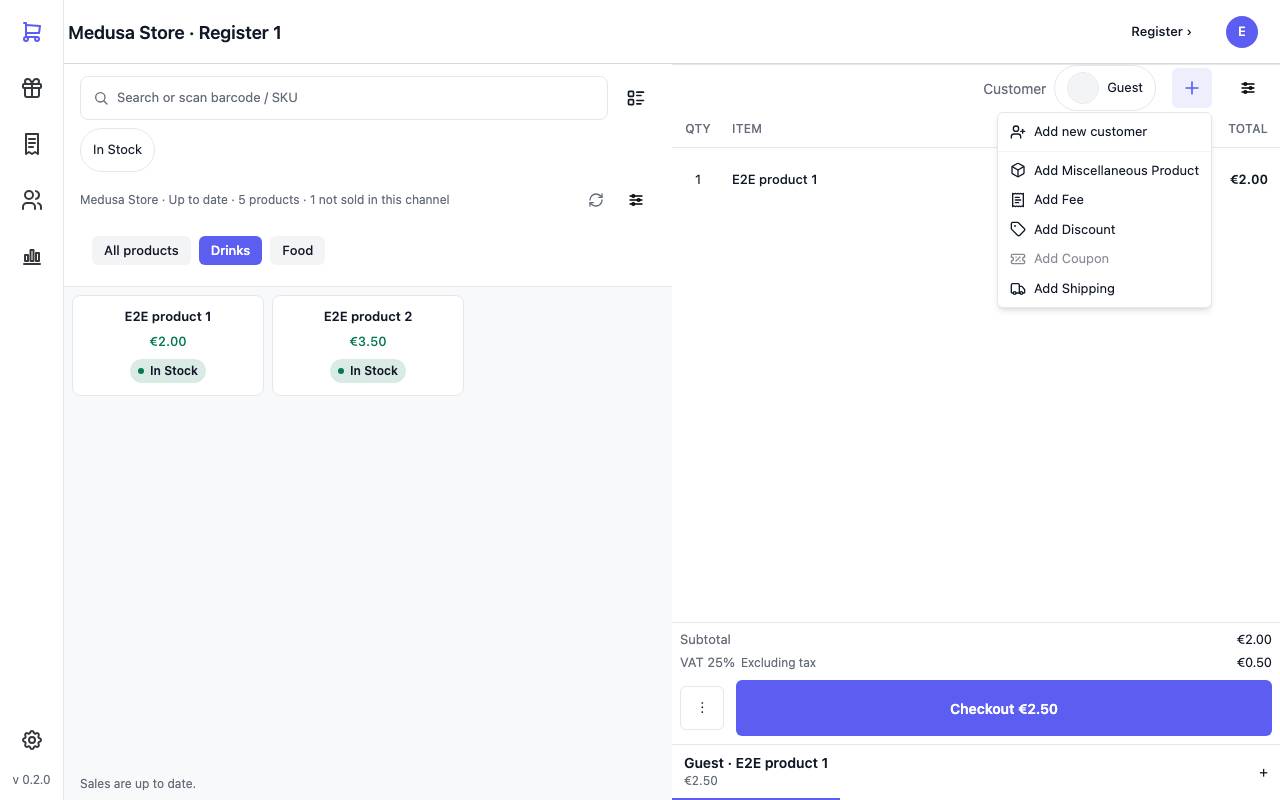 Medusa Store · Register 1
Register ›
E
Search or scan barcode / SKU
In Stock
Medusa Store · Up to date · 5 products · 1 not sold in this channel
All products
Drinks
Food
E2E product 1
€2.00
In Stock
E2E product 2
€3.50
In Stock
Sales are up to date.
v 0.2.0
Customer
Guest
QTY
ITEM
TOTAL
1
E2E product 1
€2.00
Add new customer
Add Miscellaneous Product
Add Fee
Add Discount
Add Coupon
Add Shipping
Subtotal
€2.00
VAT 25% Excluding tax
€0.50
Checkout €2.50
Guest · E2E product 1
€2.50
+